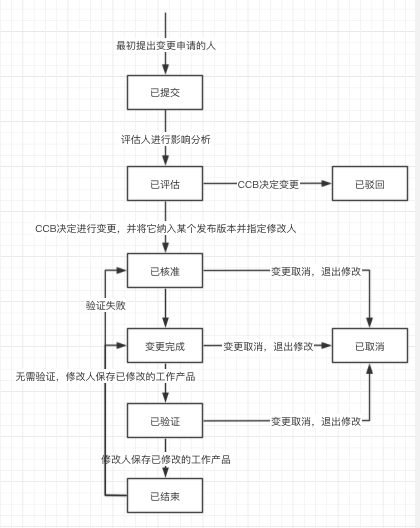 最初提出变更申请的人
已提交
评估人进行影响分析
已评估
CCB决定变更
已驳回
CCB决定进行变更，并将它纳入某个发布版本并指定修改人
已核准
变更取消，退出修改
验证失败
变更完成
变更取消，退出修改
已取消
无需验证，修改人保存已修改的工作产品
已验证
变更取消，退出修改
修改人保存已修改的工作产品
已结束